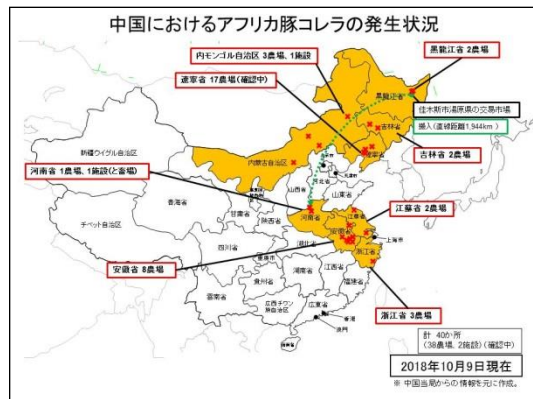 中国におけるアフリカ豚コレラの発生状況
内モンゴル自治区 3農場、1施設
黒龍江省 2農場
遼寧省 17農場(確認中)
黒龍江省
佳木斯市湯原県の交易市場
搬入(直線距離1,944km)
吉林省
吉林省 2農場
新疆ウイグル自治区
内蒙古自治区
遼寧省
河北省
河南省 1農場、1施設(と畜場)
山西省
山東省
青海省
甘粛省
陝西省
河南省
江蘇省
江蘇省 2農場
チベット自治区
四川省
重慶市
湖北省
安徽省
上海市
安徽省 8農場
浙江省
湖南省
江西省
貴州省
福建省
浙江省 3農場
雲南省
広西チワン族自治区
広東省
香港
澳門
海南省
計 40か所
(38農場、2施設)(確認中)
2018年10月9日現在
※ 中国当局からの情報を元に作成。